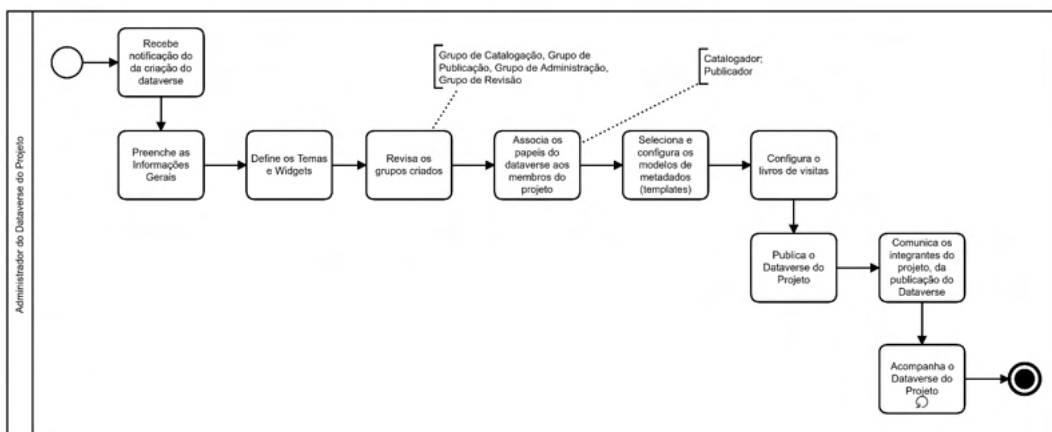 Administrador do Dataverse do Projeto
Recebe
notificação do
da criação do
dataverse
Grupo de Catalogação, Grupo de
Publicação, Grupo de Administração,
Grupo de Revisão
Catalogador;
Publicador
Preenche as
Informações
Gerais
Define os Temas
e Widgets
Revisa os
grupos criados
Associa os
papeis do
dataverse aos
membros do
projeto
Seleciona e
configura os
modelos de
metadados
(templates)
Configura o
livros de visitas
Publica o
Dataverse do
Projeto
Comunica os
integrantes do
projeto, da
publicação do
Dataverse
Acompanha o
Dataverse do
Projeto